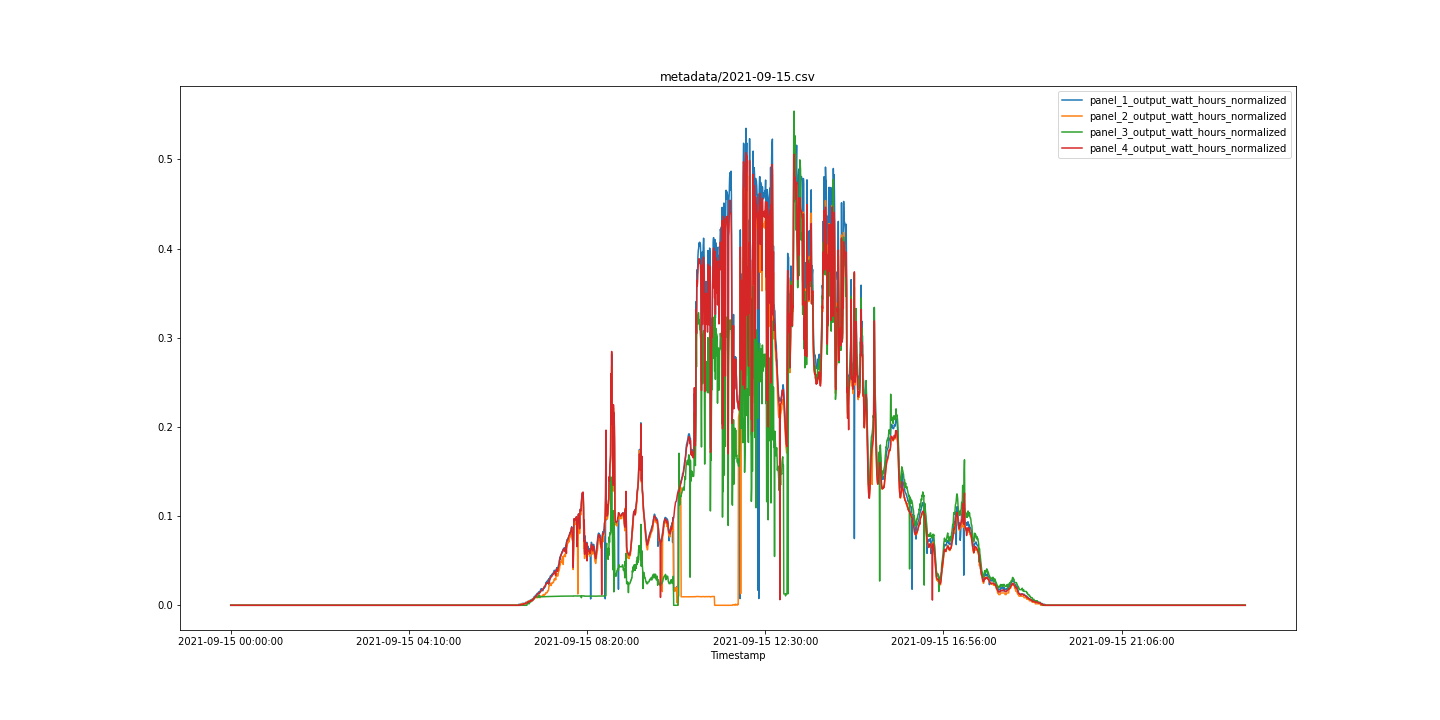 metadata/2021-09-15.csv
panel_1_output_watt_hours_normalized
panel_2_output_watt_hours_normalized
panel_3_output_watt_hours_normalized
panel_4_output_watt_hours_normalized
0.5
0.4
0.3
0.2
0.1
0.0
2021-09-15 00:00:00 2021-09-15 04:10:00 2021-09-15 08:20:00 2021-09-15 12:30:00 2021-09-15 16:56:00 2021-09-15 21:06:00
Timestamp